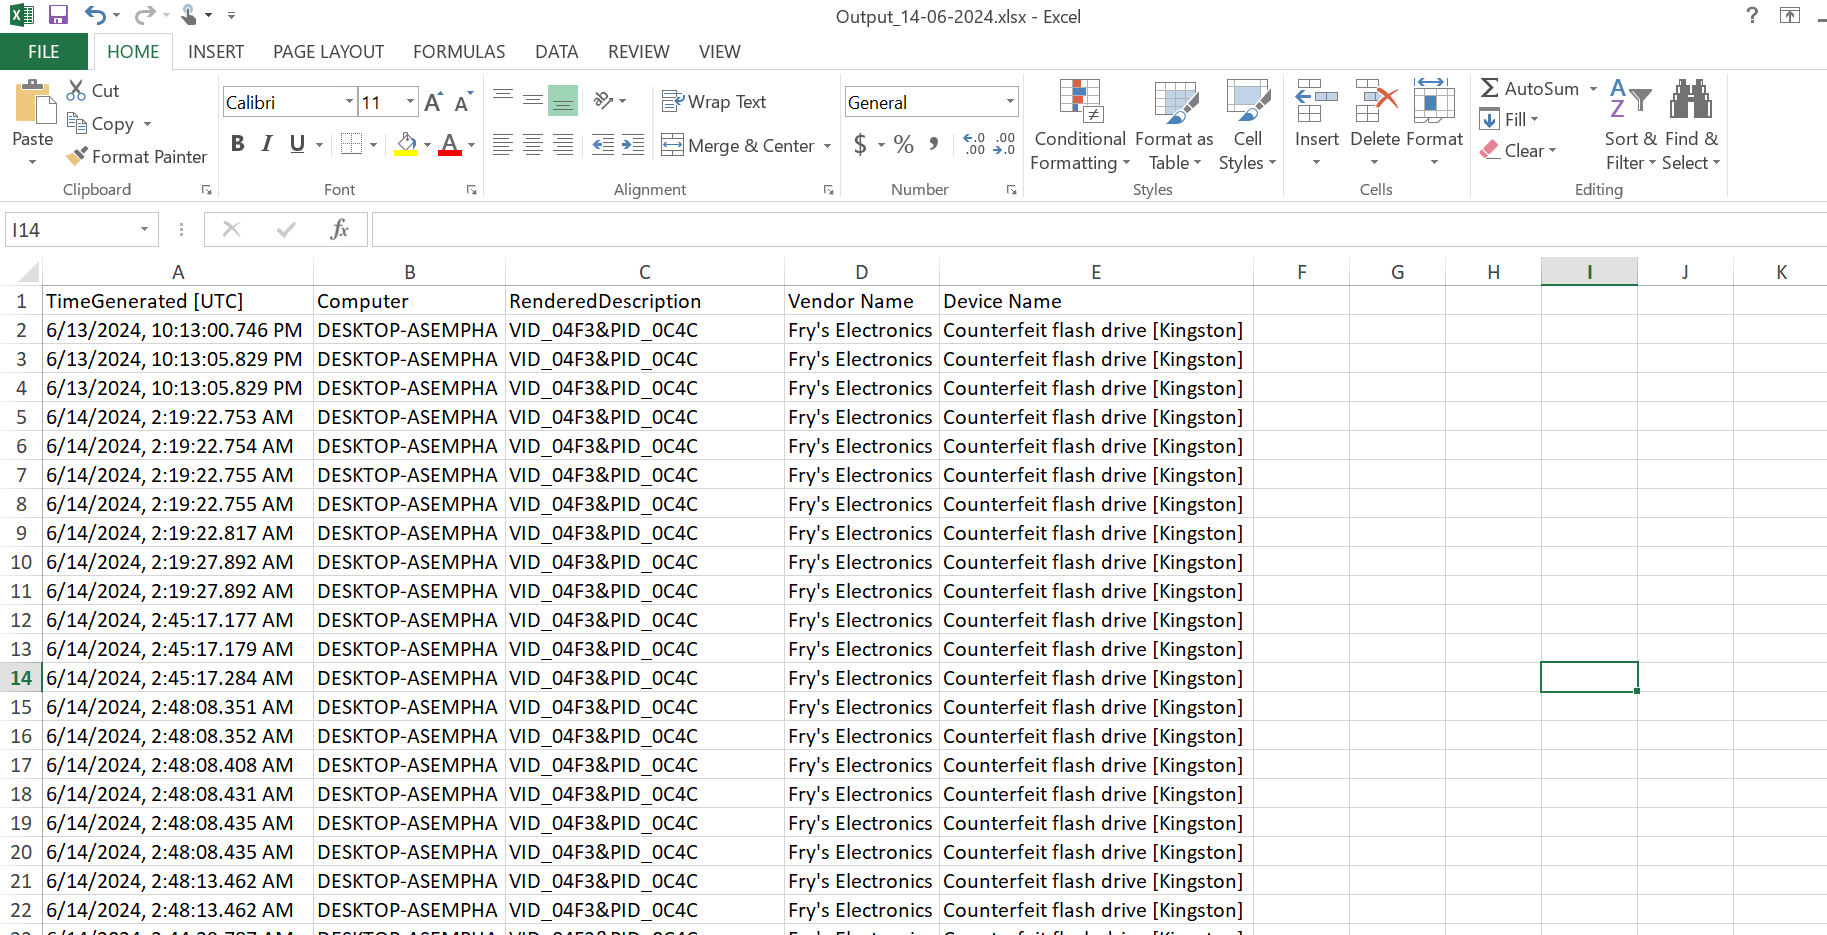 Output_14-06-2024.xlsx - Excel
?
FILE HOME INSERT PAGE LAYOUT FORMULAS DATA REVIEW VIEW
Paste
Cut
Copy
Format Painter
Clipboard
Calibri 11
A A
B I U A
Font
Wrap Text
Merge & Center
Alignment
General
$ % , .0 .00 .00 .0
Number
Conditional Formatting
Format as Table
Cell Styles
Styles
Insert Delete Format
Cells
AutoSum
Fill
Clear
Sort & Filter
Find & Select
Editing
I14 fx
A B C D E F G H I J K
1 TimeGenerated [UTC] Computer RenderedDescription Vendor Name Device Name
2 6/13/2024, 10:13:00.746 PM DESKTOP-ASEMPHA VID_04F3&PID_0C4C Fry's Electronics Counterfeit flash drive [Kingston]
3 6/13/2024, 10:13:05.829 PM DESKTOP-ASEMPHA VID_04F3&PID_0C4C Fry's Electronics Counterfeit flash drive [Kingston]
4 6/13/2024, 10:13:05.829 PM DESKTOP-ASEMPHA VID_04F3&PID_0C4C Fry's Electronics Counterfeit flash drive [Kingston]
5 6/14/2024, 2:19:22.753 AM DESKTOP-ASEMPHA VID_04F3&PID_0C4C Fry's Electronics Counterfeit flash drive [Kingston]
6 6/14/2024, 2:19:22.754 AM DESKTOP-ASEMPHA VID_04F3&PID_0C4C Fry's Electronics Counterfeit flash drive [Kingston]
7 6/14/2024, 2:19:22.755 AM DESKTOP-ASEMPHA VID_04F3&PID_0C4C Fry's Electronics Counterfeit flash drive [Kingston]
8 6/14/2024, 2:19:22.755 AM DESKTOP-ASEMPHA VID_04F3&PID_0C4C Fry's Electronics Counterfeit flash drive [Kingston]
9 6/14/2024, 2:19:22.817 AM DESKTOP-ASEMPHA VID_04F3&PID_0C4C Fry's Electronics Counterfeit flash drive [Kingston]
10 6/14/2024, 2:19:27.892 AM DESKTOP-ASEMPHA VID_04F3&PID_0C4C Fry's Electronics Counterfeit flash drive [Kingston]
11 6/14/2024, 2:19:27.892 AM DESKTOP-ASEMPHA VID_04F3&PID_0C4C Fry's Electronics Counterfeit flash drive [Kingston]
12 6/14/2024, 2:45:17.177 AM DESKTOP-ASEMPHA VID_04F3&PID_0C4C Fry's Electronics Counterfeit flash drive [Kingston]
13 6/14/2024, 2:45:17.179 AM DESKTOP-ASEMPHA VID_04F3&PID_0C4C Fry's Electronics Counterfeit flash drive [Kingston]
14 6/14/2024, 2:45:17.284 AM DESKTOP-ASEMPHA VID_04F3&PID_0C4C Fry's Electronics Counterfeit flash drive [Kingston]
15 6/14/2024, 2:48:08.351 AM DESKTOP-ASEMPHA VID_04F3&PID_0C4C Fry's Electronics Counterfeit flash drive [Kingston]
16 6/14/2024, 2:48:08.352 AM DESKTOP-ASEMPHA VID_04F3&PID_0C4C Fry's Electronics Counterfeit flash drive [Kingston]
17 6/14/2024, 2:48:08.408 AM DESKTOP-ASEMPHA VID_04F3&PID_0C4C Fry's Electronics Counterfeit flash drive [Kingston]
18 6/14/2024, 2:48:08.431 AM DESKTOP-ASEMPHA VID_04F3&PID_0C4C Fry's Electronics Counterfeit flash drive [Kingston]
19 6/14/2024, 2:48:08.435 AM DESKTOP-ASEMPHA VID_04F3&PID_0C4C Fry's Electronics Counterfeit flash drive [Kingston]
20 6/14/2024, 2:48:08.435 AM DESKTOP-ASEMPHA VID_04F3&PID_0C4C Fry's Electronics Counterfeit flash drive [Kingston]
21 6/14/2024, 2:48:13.462 AM DESKTOP-ASEMPHA VID_04F3&PID_0C4C Fry's Electronics Counterfeit flash drive [Kingston]
22 6/14/2024, 2:48:13.462 AM DESKTOP-ASEMPHA VID_04F3&PID_0C4C Fry's Electronics Counterfeit flash drive [Kingston]